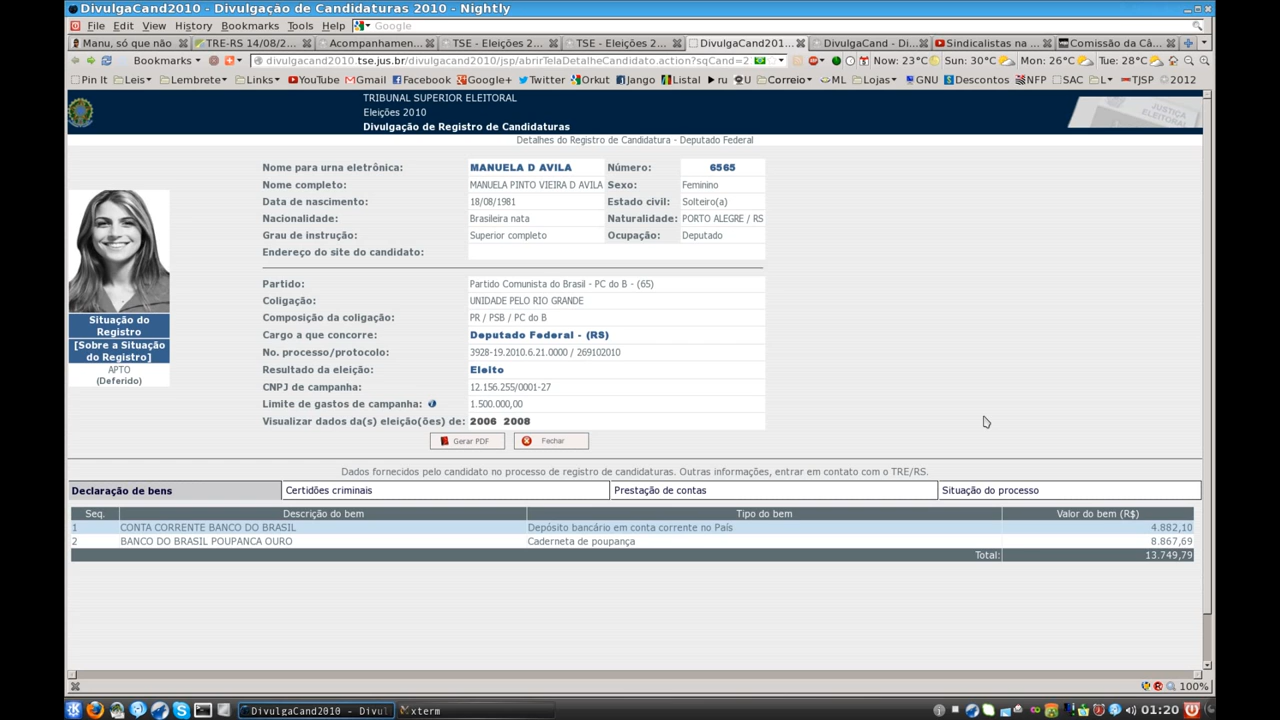 DivulgaCand2010 - Divulgação de Candidaturas 2010 - Nightly
File Edit View History Bookmarks Tools Help Google
Manu, só que não TRE-RS 14/08/2... Acompanhamen... TSE - Eleições 2... TSE - Eleições 2... DivulgaCand201... DivulgaCand - Di... Sindicalistas na ... Comissão da Câ...
Bookmarks divulgacand2010.tse.jus.br/divulgacand2010/jsp/abrirTelaDetalheCandidato.action?sqCand=2 Now: 23°C Sun: 30°C Mon: 26°C Tue: 28°C
Pin It Leis Lembrete Links YouTube Gmail Facebook Google+ Twitter Orkut Jango Listal ru U Correio ML Lojas GNU Descontos NFP SAC L TJSP 2012
TRIBUNAL SUPERIOR ELEITORAL
Eleições 2010
Divulgação de Registro de Candidaturas
JUSTIÇA ELEITORAL
Detalhes do Registro de Candidatura - Deputado Federal
Nome para urna eletrônica: MANUELA D AVILA Número: 6565
Nome completo: MANUELA PINTO VIEIRA D AVILA Sexo: Feminino
Data de nascimento: 18/08/1981 Estado civil: Solteiro(a)
Nacionalidade: Brasileira nata Naturalidade: PORTO ALEGRE / RS
Grau de instrução: Superior completo Ocupação: Deputado
Endereço do site do candidato:
Partido: Partido Comunista do Brasil - PC do B - (65)
Coligação: UNIDADE PELO RIO GRANDE
Composição da coligação: PR / PSB / PC do B
Cargo a que concorre: Deputado Federal - (RS)
No. processo/protocolo: 3928-19.2010.6.21.0000 / 269102010
Resultado da eleição: Eleito
CNPJ de campanha: 12.156.255/0001-27
Limite de gastos de campanha: 1.500.000,00
Visualizar dados da(s) eleição(ões) de: 2006 2008
Situação do
Registro
[Sobre a Situação
do Registro]
APTO
(Deferido)
Gerar PDF Fechar
Dados fornecidos pelo candidato no processo de registro de candidaturas. Outras informações, entrar em contato com o TRE/RS.
Declaração de bens Certidões criminais Prestação de contas Situação do processo
Seq. Descrição do bem Tipo do bem Valor do bem (R$)
1 CONTA CORRENTE BANCO DO BRASIL Depósito bancário em conta corrente no País 4.882,10
2 BANCO DO BRASIL POUPANCA OURO Caderneta de poupança 8.867,69
Total: 13.749,79
100%
DivulgaCand2010 - Divul xterm 01:20